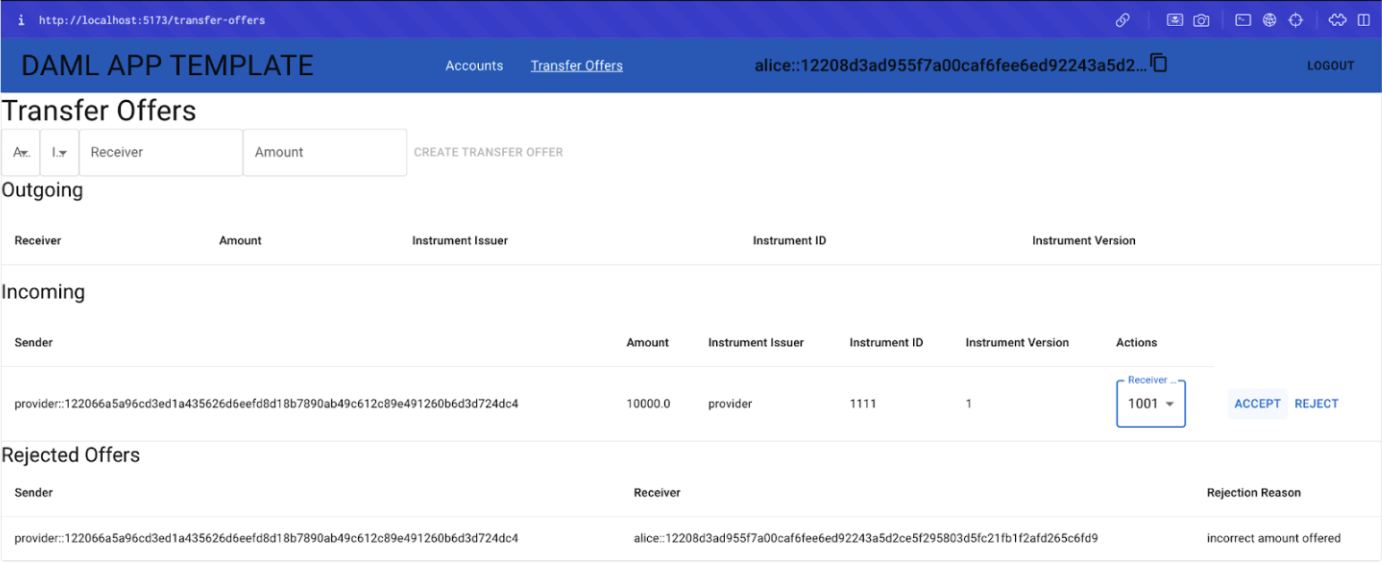 i http://localhost:5173/transfer-offers
DAML APP TEMPLATE Accounts Transfer Offers alice::12208d3ad955f7a00caf6fee6ed92243a5d2... LOGOUT
Transfer Offers
A.. I.. Receiver Amount CREATE TRANSFER OFFER
Outgoing
Receiver Amount Instrument Issuer Instrument ID Instrument Version
Incoming
Sender Amount Instrument Issuer Instrument ID Instrument Version Actions
Receiver ...
provider::122066a5a96cd3ed1a435626d6eefd8d18b7890ab49c612c89e491260b6d3d724dc4 10000.0 provider 1111 1 1001 ACCEPT REJECT
Rejected Offers
Sender Receiver Rejection Reason
provider::122066a5a96cd3ed1a435626d6eefd8d18b7890ab49c612c89e491260b6d3d724dc4 alice::12208d3ad955f7a00caf6fee6ed92243a5d2ce5f295803d5fc21fb1f2afd265c6fd9 incorrect amount offered